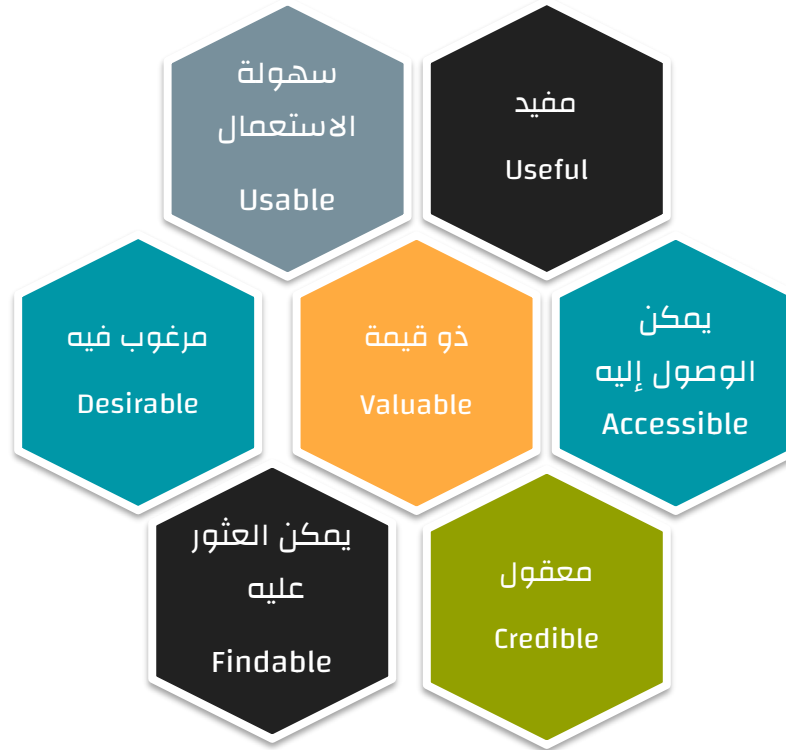 سهولة
الاستعمال
Usable
مفيد
Useful
مرغوب فيه
Desirable
ذو قيمة
Valuable
يمكن
الوصول إليه
Accessible
يمكن العثور
عليه
Findable
معقول
Credible